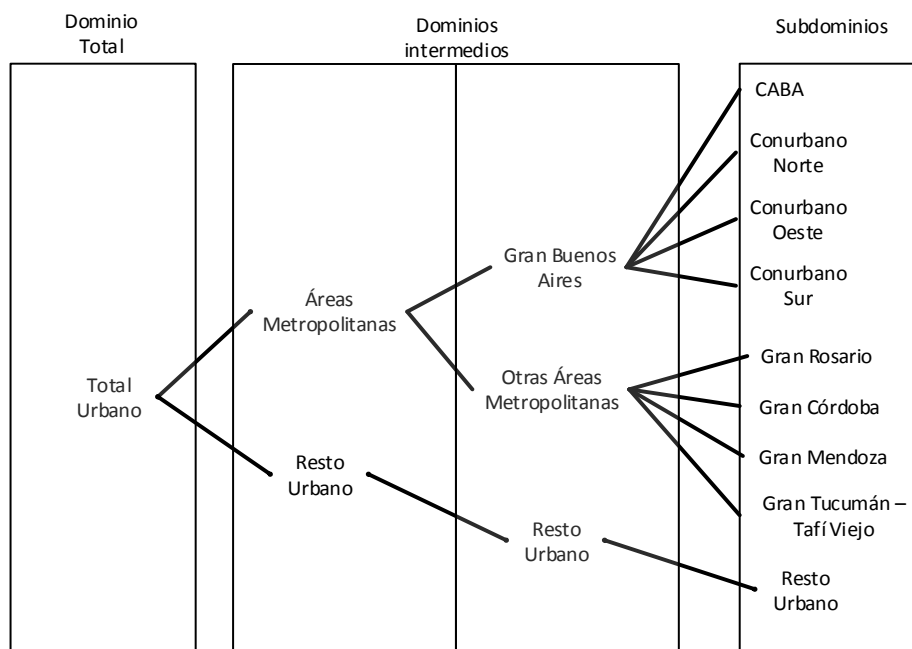 Dominio
Total
Dominios
intermedios
Subdominios
CABA
Conurbano
Norte
Conurbano
Oeste
Gran Buenos
Aires
Conurbano
Sur
Áreas
Metropolitanas
Gran Rosario
Otras Áreas
Metropolitanas
Total
Urbano
Gran Córdoba
Resto
Urbano
Gran Mendoza
Gran Tucumán –
Tafí Viejo
Resto
Urbano
Resto
Urbano